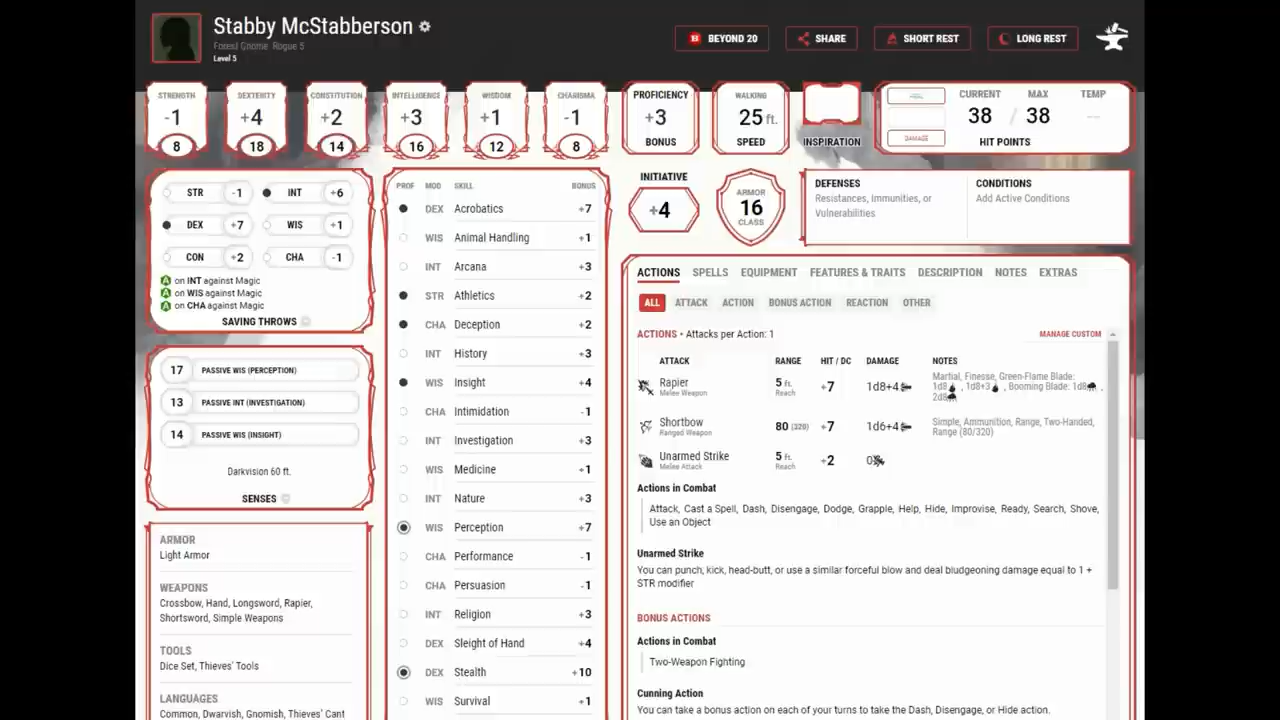 Stabby McStabberson
Forest Gnome Rogue 5
Level 5
BEYOND 20
SHARE
SHORT REST
LONG REST
STRENGTH
-1
8
DEXTERITY
+4
18
CONSTITUTION
+2
14
INTELLIGENCE
+3
16
WISDOM
+1
12
CHARISMA
-1
8
PROFICIENCY
+3
BONUS
WALKING
25 ft.
SPEED
INSPIRATION
DAMAGE
CURRENT MAX TEMP
38 / 38 --
HIT POINTS
STR -1 INT +6
DEX +7 WIS +1
CON +2 CHA -1
A on INT against Magic
A on WIS against Magic
A on CHA against Magic
SAVING THROWS
17 PASSIVE WIS (PERCEPTION)
13 PASSIVE INT (INVESTIGATION)
14 PASSIVE WIS (INSIGHT)
Darkvision 60 ft.
SENSES
ARMOR
Light Armor
WEAPONS
Crossbow, Hand, Longsword, Rapier,
Shortsword, Simple Weapons
TOOLS
Dice Set, Thieves' Tools
LANGUAGES
Common, Dwarvish, Gnomish, Thieves' Cant
PROF MOD SKILL BONUS
DEX Acrobatics +7
WIS Animal Handling +1
INT Arcana +3
STR Athletics +2
CHA Deception +2
INT History +3
WIS Insight +4
CHA Intimidation -1
INT Investigation +3
WIS Medicine +1
INT Nature +3
WIS Perception +7
CHA Performance -1
CHA Persuasion -1
INT Religion +3
DEX Sleight of Hand +4
DEX Stealth +10
WIS Survival +1
INITIATIVE
+4
ARMOR
16
CLASS
DEFENSES
Resistances, Immunities, or
Vulnerabilities
CONDITIONS
Add Active Conditions
ACTIONS SPELLS EQUIPMENT FEATURES & TRAITS DESCRIPTION NOTES EXTRAS
ALL ATTACK ACTION BONUS ACTION REACTION OTHER
ACTIONS • Attacks per Action: 1
MANAGE CUSTOM
ATTACK RANGE HIT / DC DAMAGE NOTES
Rapier
Melee Weapon
5 ft.
Reach
+7
1d8+4
Martial, Finesse, Green-Flame Blade:
1d8 , 1d8+3 , Booming Blade: 1d8 ,
2d8
Shortbow
Ranged Weapon
80 (320)
+7
1d6+4
Simple, Ammunition, Range, Two-Handed,
Range (80/320)
Unarmed Strike
Melee Attack
5 ft.
Reach
+2
0
Actions in Combat
Attack, Cast a Spell, Dash, Disengage, Dodge, Grapple, Help, Hide, Improvise, Ready, Search, Shove,
Use an Object
Unarmed Strike
You can punch, kick, head-butt, or use a similar forceful blow and deal bludgeoning damage equal to 1 +
STR modifier
BONUS ACTIONS
Actions in Combat
Two-Weapon Fighting
Cunning Action
You can take a bonus action on each of your turns to take the Dash, Disengage, or Hide action.